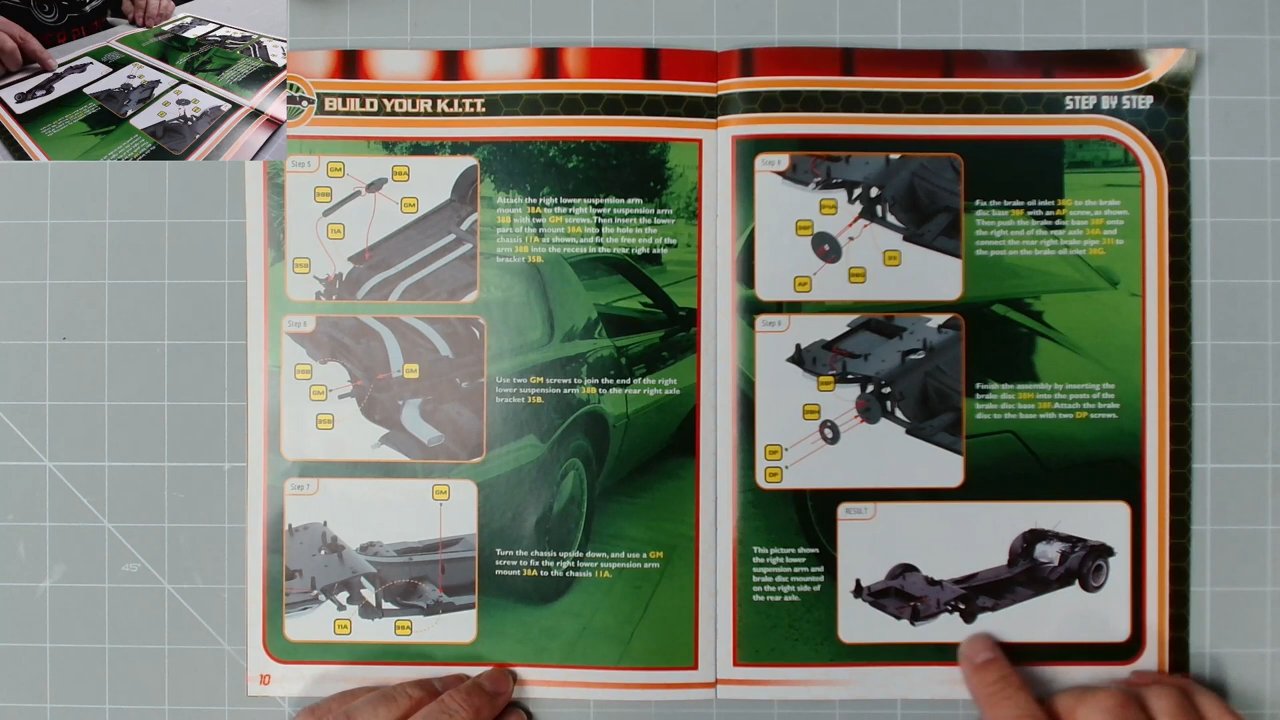 BUILD YOUR K.I.T.T.
Step 5
GM
38A
38B
GM
11A
35B
Attach the right lower suspension arm
mount 38A to the right lower suspension arm
38B with two GM screws. Then insert the lower
part of the mount 38A into the hole in the
chassis 11A as shown, and fit the free end of the
arm 38B into the recess in the rear right axle
bracket 35B.
Step 6
38B
GM
GM
35B
Use two GM screws to join the end of the right
lower suspension arm 38B to the rear right axle
bracket 35B.
Step 7
GM
11A
38A
Turn the chassis upside down, and use a GM
screw to fix the right lower suspension arm
mount 38A to the chassis 11A.
10
STEP BY STEP
38F
38G
AP
Fix the brake oil inlet 38G to the brake
disc base 38F with an AP screw, as shown.
Then push the brake disc base 38F onto
the right end of the rear axle 34A and
connect the rear right brake pipe 31I to
the post on the brake oil inlet 38G.
38F
38H
DP
DP
Finish the assembly by inserting the
brake disc 38H into the posts of the
brake disc base 38F. Attach the brake
disc to the base with two DP screws.
RESULT
This picture shows
the right lower
suspension arm and
brake disc mounted
on the right side of
the rear axle.
45°